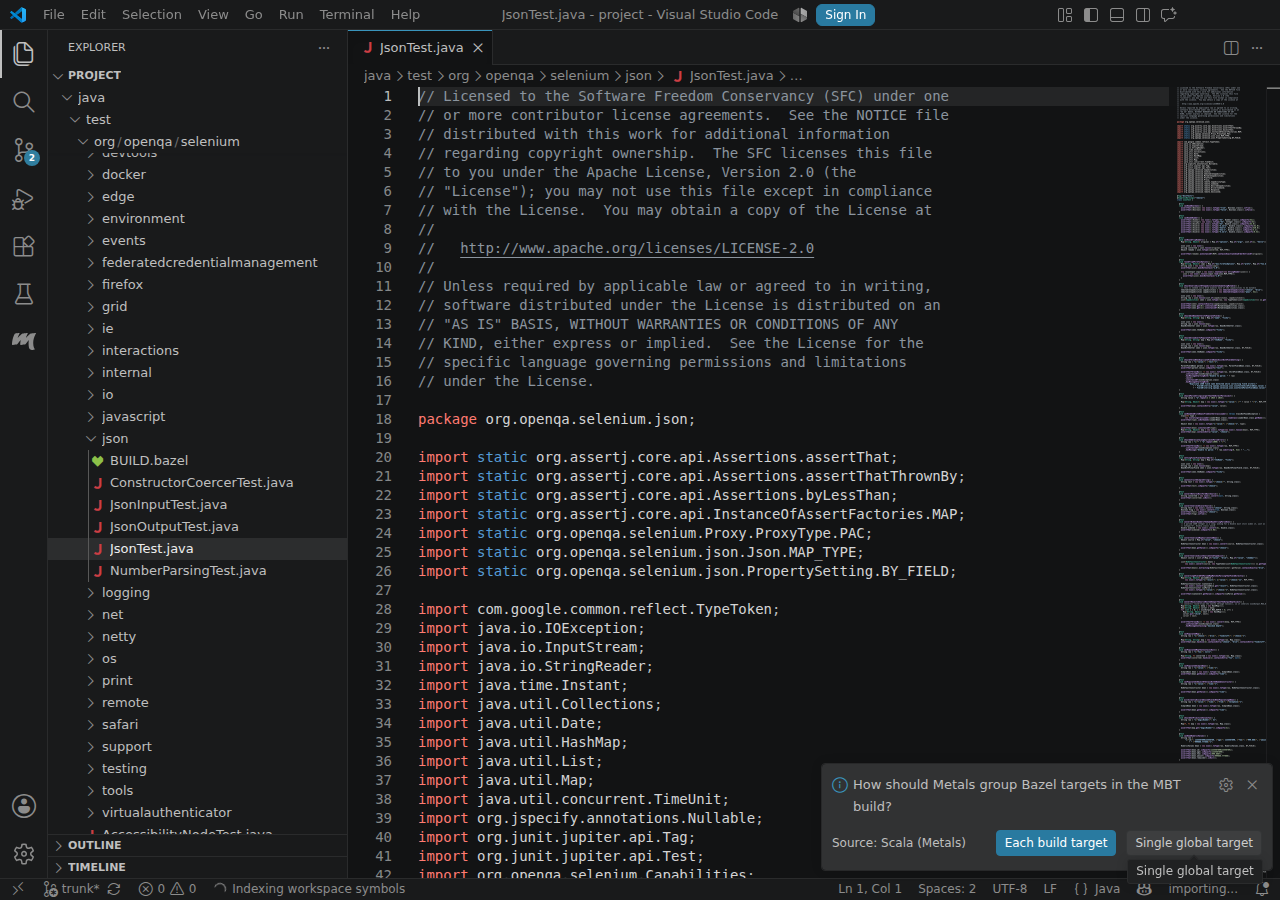 File Edit Selection View Go Run Terminal Help
JsonTest.java - project - Visual Studio Code
Sign In
EXPLORER
PROJECT
java
test
org/openqa/selenium
devtools
docker
edge
environment
events
federatedcredentialmanagement
firefox
grid
ie
interactions
internal
io
javascript
json
BUILD.bazel
ConstructorCoercerTest.java
JsonInputTest.java
JsonOutputTest.java
JsonTest.java
NumberParsingTest.java
logging
net
netty
os
print
remote
safari
support
testing
tools
virtualauthenticator
AccessibilityNodeTest.java
OUTLINE
TIMELINE
2
JsonTest.java
java > test > org > openqa > selenium > json > JsonTest.java > ...
1 // Licensed to the Software Freedom Conservancy (SFC) under one
2 // or more contributor license agreements.  See the NOTICE file
3 // distributed with this work for additional information
4 // regarding copyright ownership.  The SFC licenses this file
5 // to you under the Apache License, Version 2.0 (the
6 // "License"); you may not use this file except in compliance
7 // with the License.  You may obtain a copy of the License at
8 //
9 //   http://www.apache.org/licenses/LICENSE-2.0
10 //
11 // Unless required by applicable law or agreed to in writing,
12 // software distributed under the License is distributed on an
13 // "AS IS" BASIS, WITHOUT WARRANTIES OR CONDITIONS OF ANY
14 // KIND, either express or implied.  See the License for the
15 // specific language governing permissions and limitations
16 // under the License.
17
18 package org.openqa.selenium.json;
19
20 import static org.assertj.core.api.Assertions.assertThat;
21 import static org.assertj.core.api.Assertions.assertThatThrownBy;
22 import static org.assertj.core.api.Assertions.byLessThan;
23 import static org.assertj.core.api.InstanceOfAssertFactories.MAP;
24 import static org.openqa.selenium.Proxy.ProxyType.PAC;
25 import static org.openqa.selenium.json.Json.MAP_TYPE;
26 import static org.openqa.selenium.json.PropertySetting.BY_FIELD;
27
28 import com.google.common.reflect.TypeToken;
29 import java.io.IOException;
30 import java.io.InputStream;
31 import java.io.StringReader;
32 import java.time.Instant;
33 import java.util.Collections;
34 import java.util.Date;
35 import java.util.HashMap;
36 import java.util.List;
37 import java.util.Map;
38 import java.util.concurrent.TimeUnit;
39 import org.jspecify.annotations.Nullable;
40 import org.junit.jupiter.api.Tag;
41 import org.junit.jupiter.api.Test;
42 import org.openqa.selenium.Capabilities;
How should Metals group Bazel targets in the MBT
build?
Source: Scala (Metals)
Each build target
Single global target
Single global target
trunk* 0 0 Indexing workspace symbols
Ln 1, Col 1 Spaces: 2 UTF-8 LF { } Java importing...